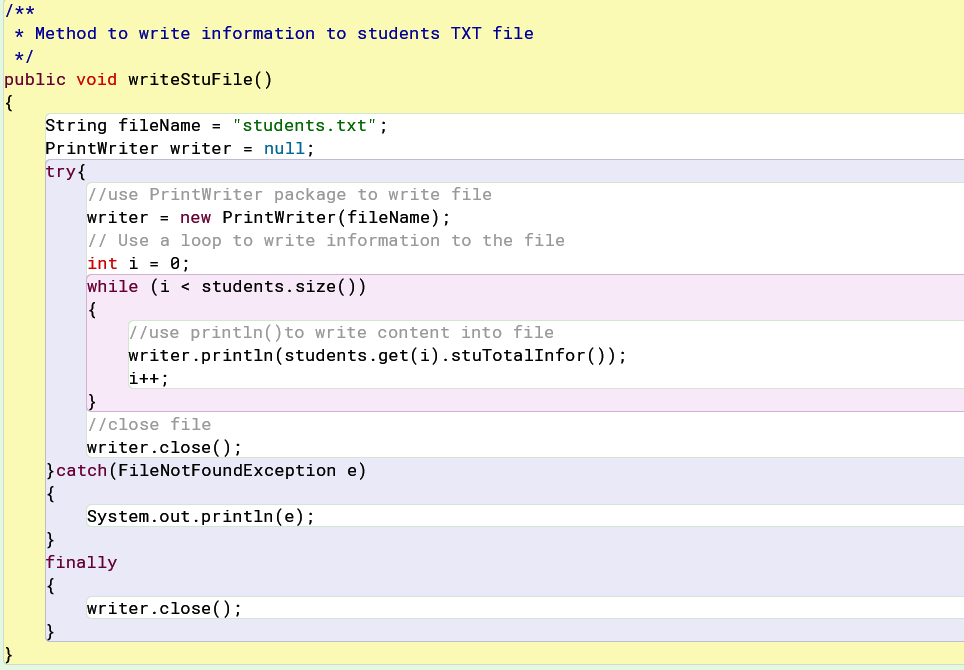 /**
 * Method to write information to students TXT file
 */
public void writeStuFile()
{
    String fileName = "students.txt";
    PrintWriter writer = null;
    try{
        //use PrintWriter package to write file
        writer = new PrintWriter(fileName);
        // Use a loop to write information to the file
        int i = 0;
        while (i < students.size())
        {
            //use println()to write content into file
            writer.println(students.get(i).stuTotalInfor());
            i++;
        }
        //close file
        writer.close();
    }catch(FileNotFoundException e)
    {
        System.out.println(e);
    }
    finally
    {
        writer.close();
    }
}